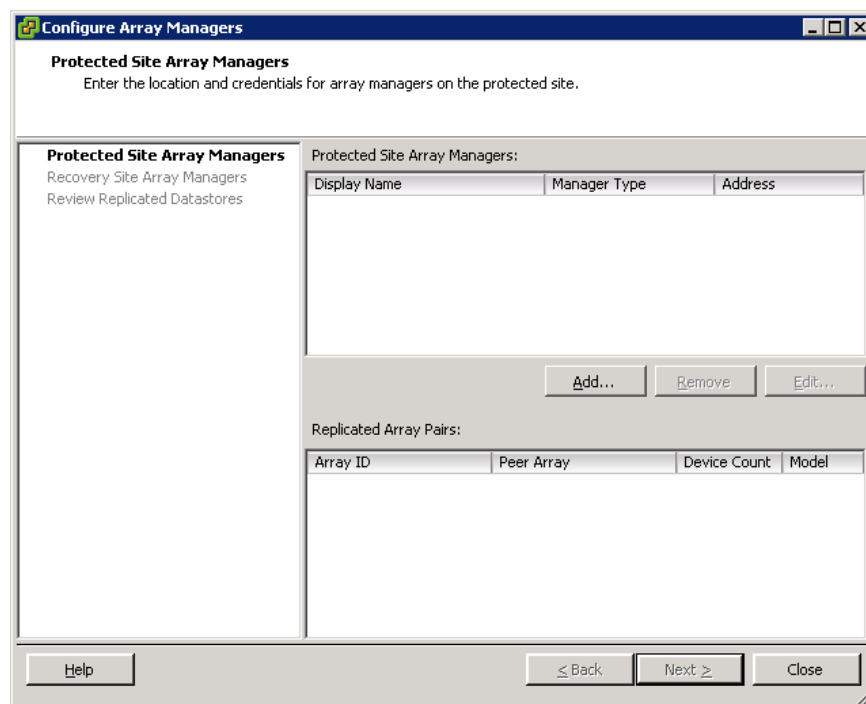 Configure Array Managers
Protected Site Array Managers
Enter the location and credentials for array managers on the protected site.
Protected Site Array Managers
Recovery Site Array Managers
Review Replicated Datastores
Protected Site Array Managers:
Display Name Manager Type Address
Add... Remove Edit...
Replicated Array Pairs:
Array ID Peer Array Device Count Model
Help < Back Next > Close